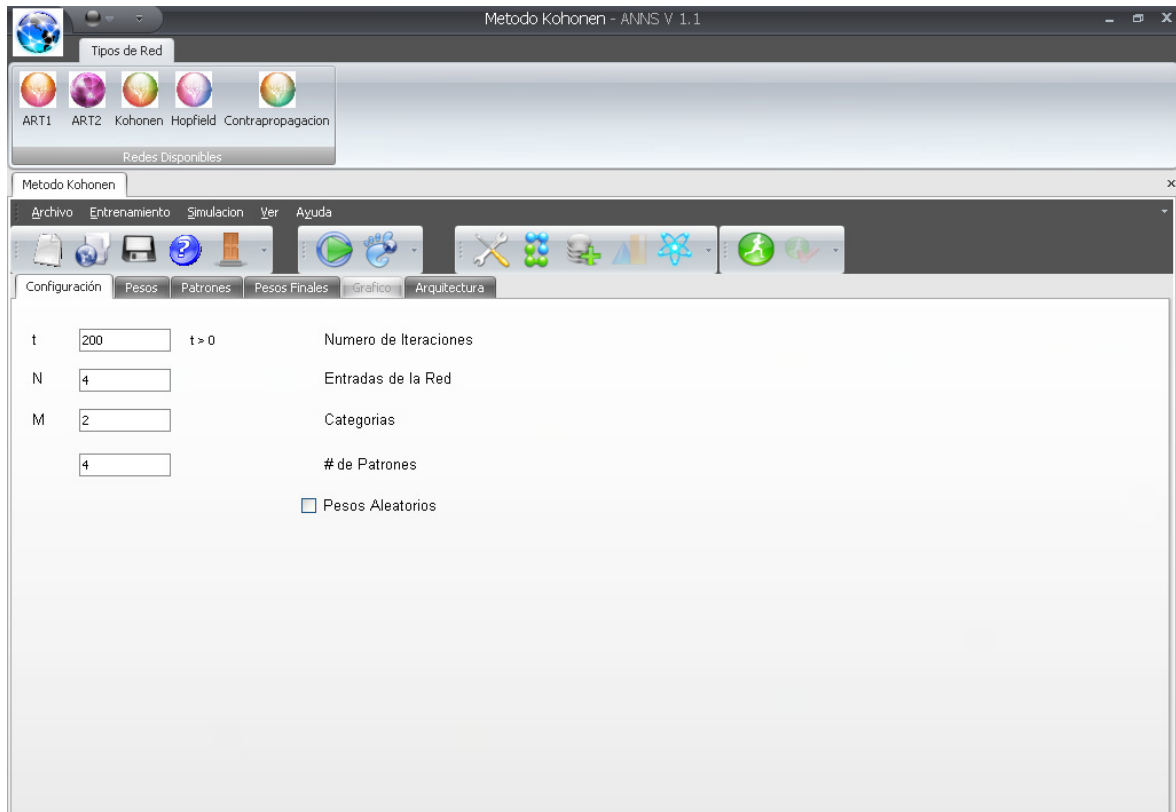 Metodo Kohonen - ANNS V 1.1
Tipos de Red
ART1 ART2 Kohonen Hopfield Contrapropagacion
Redes Disponibles
Metodo Kohonen
Archivo Entrenamiento Simulacion Ver Ayuda
Configuración Pesos Patrones Pesos Finales Grafico Arquitectura
t 200 t > 0 Numero de Iteraciones
N 4 Entradas de la Red
M 2 Categorias
4 # de Patrones
Pesos Aleatorios